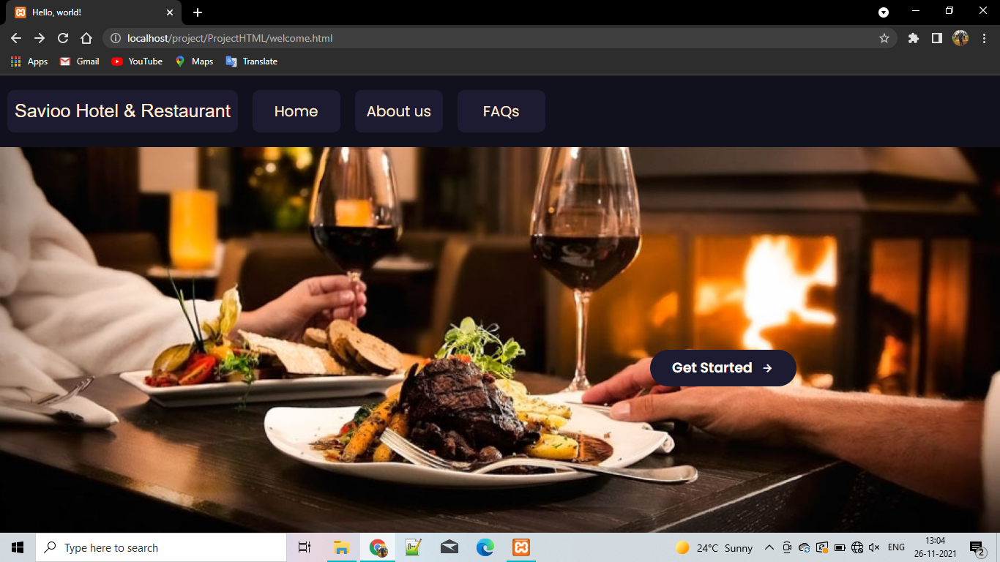 Hello, world!
localhost/project/ProjectHTML/welcome.html
Apps Gmail YouTube Maps Translate
Savioo Hotel & Restaurant Home About us FAQs
Get Started
Type here to search
24°C Sunny
ENG
13:04
26-11-2021
2